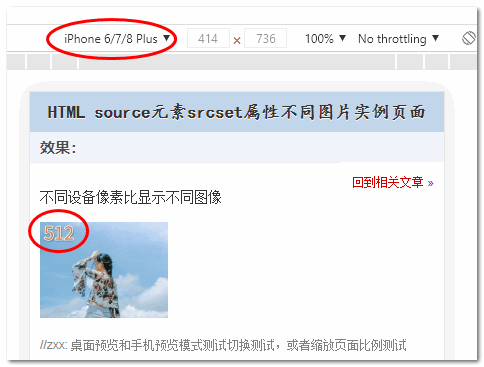 iPhone 6/7/8 Plus ▼ 414 × 736 100% ▼ No throttling ▼
HTML source元素srcset属性不同图片实例页面
效果:
回到相关文章 »
不同设备像素比显示不同图像
512
//zxx: 桌面预览和手机预览模式测试切换测试，或者缩放页面比例测试